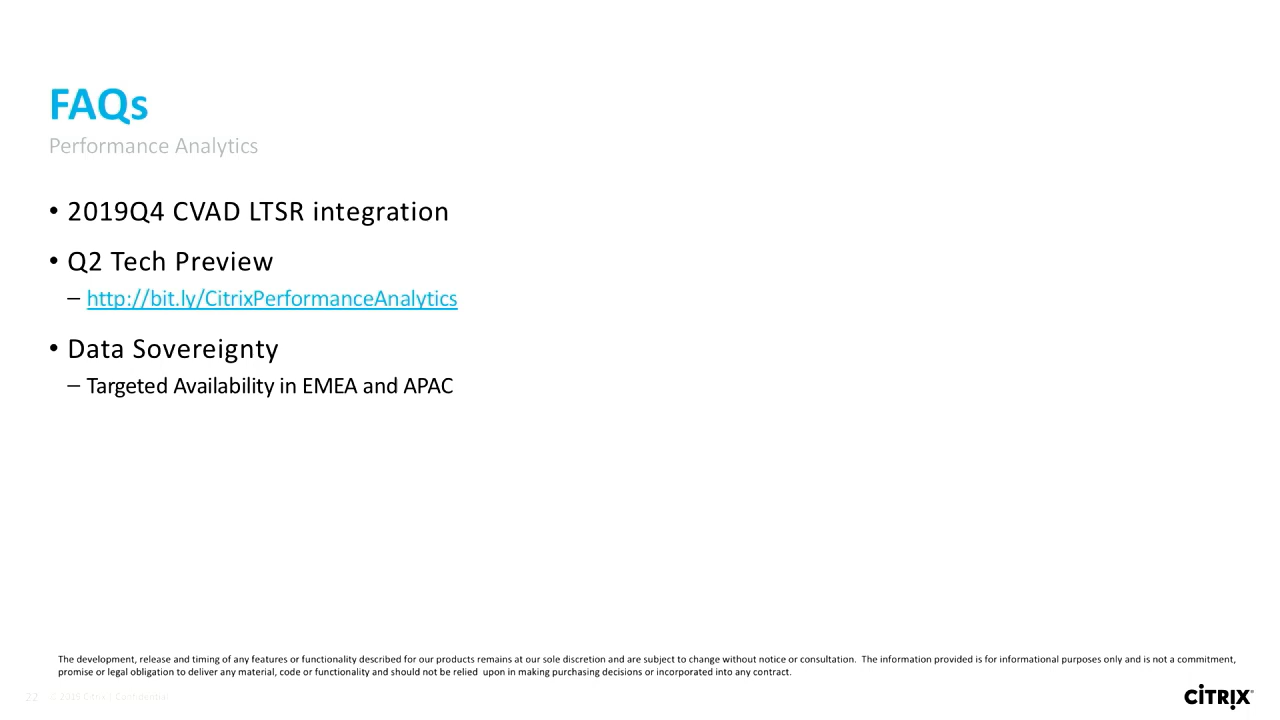 FAQs
Performance Analytics
• 2019Q4 CVAD LTSR integration
• Q2 Tech Preview
– http://bit.ly/CitrixPerformanceAnalytics
• Data Sovereignty
– Targeted Availability in EMEA and APAC
The development, release and timing of any features or functionality described for our products remains at our sole discretion and are subject to change without notice or consultation.  The information provided is for informational purposes only and is not a commitment,
promise or legal obligation to deliver any material, code or functionality and should not be relied  upon in making purchasing decisions or incorporated into any contract.
22 © 2015 Citrix | Confidential
CİTRIX